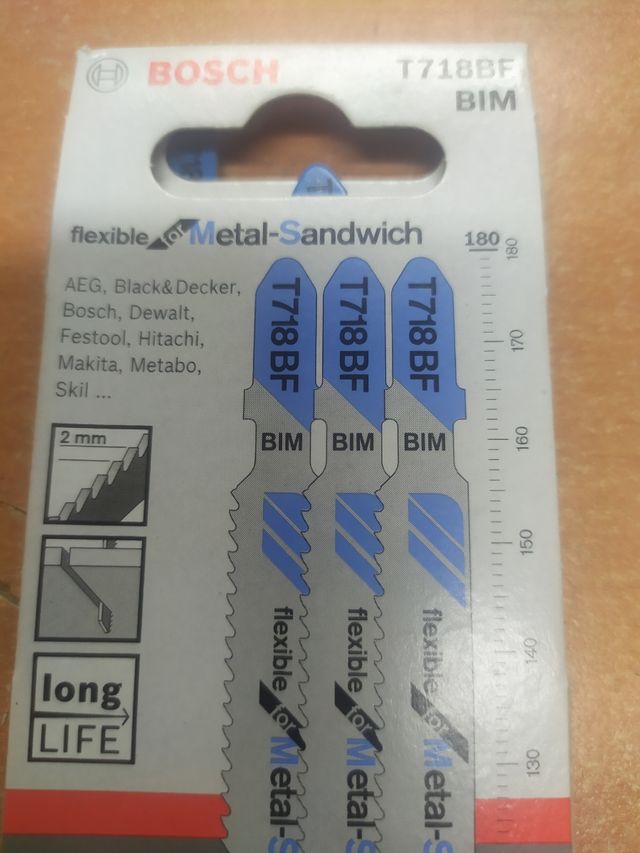 BOSCH
T718BF
BIM
flexible for Metal-Sandwich
AEG, Black&Decker,
Bosch, Dewalt,
Festool, Hitachi,
Makita, Metabo,
Skil ...
2 mm
long
LIFE
180
180
170
160
150
140
130
T718BF
T718BF
T718BF
BIM
BIM
BIM
flexible for Metal-S
flexible for Metal-S
flexible for Metal-S